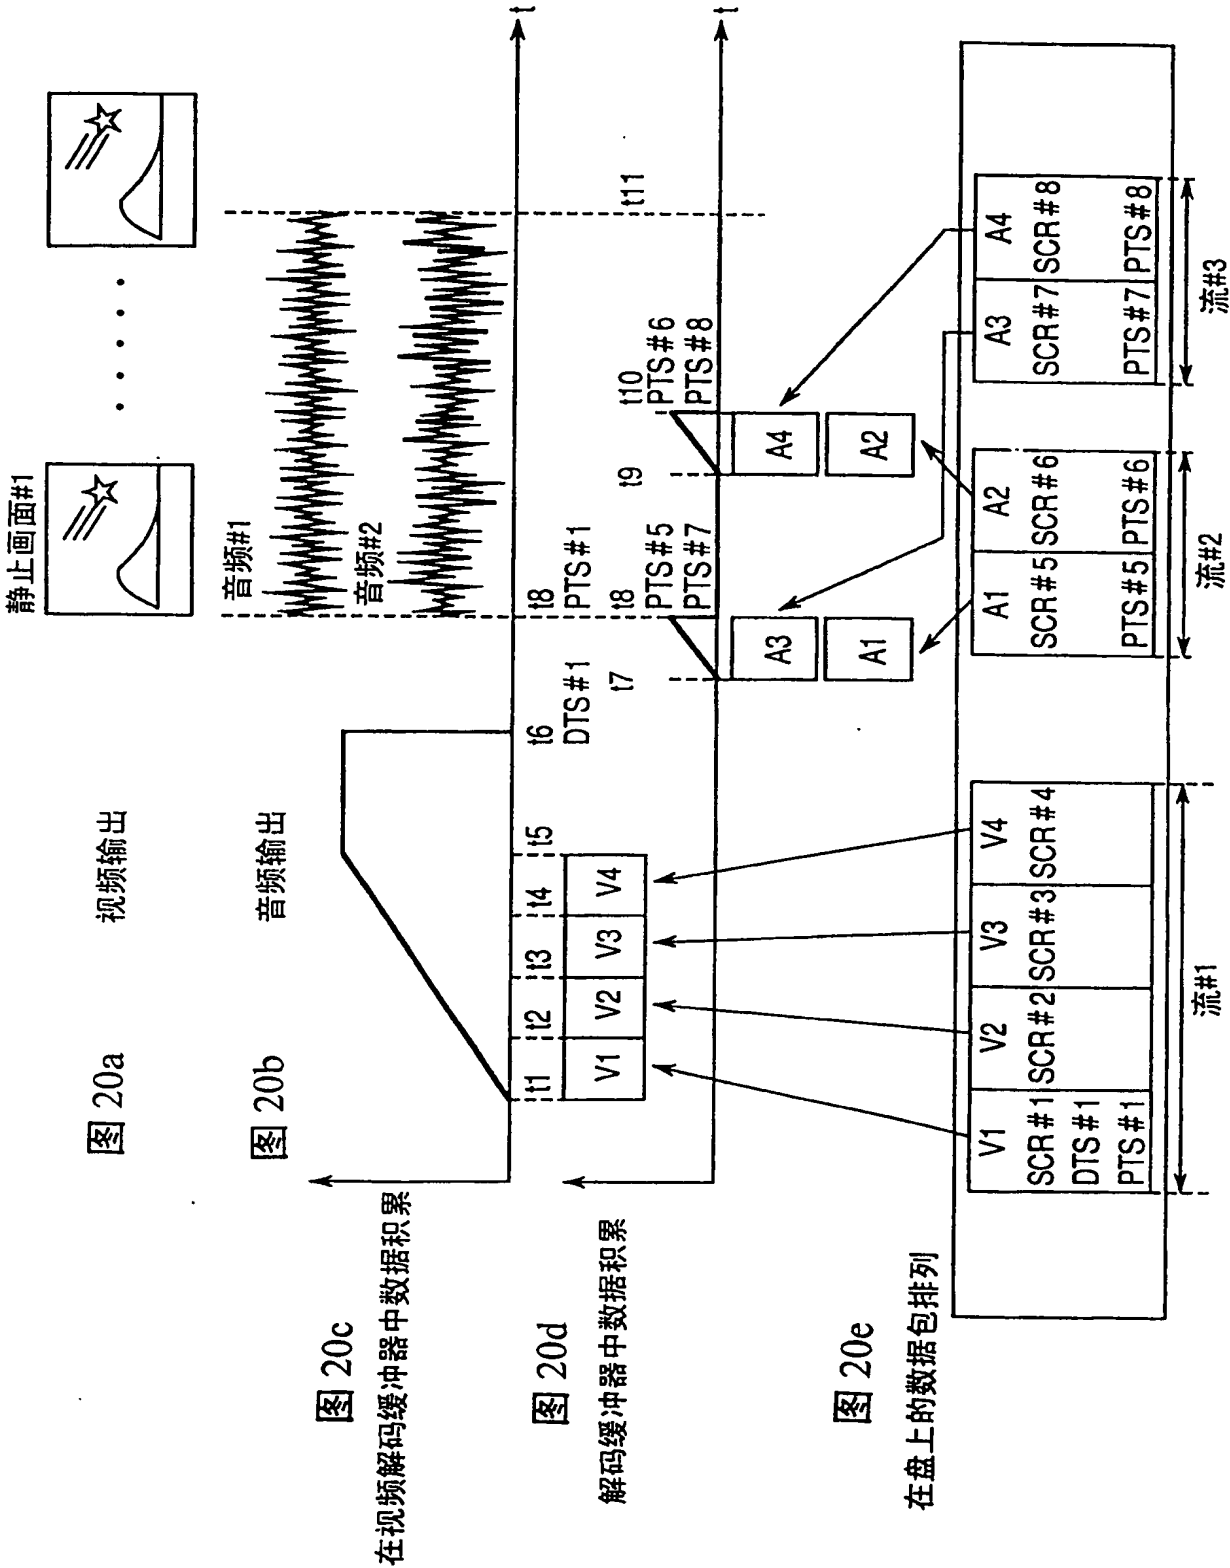 图 20a
视频输出
静止画面#1
图 20b
音频输出
音频#1
音频#2
t11
图 20c
在视频解码缓冲器中数据积累
t
t1 t2 t3 t4 t5 t6 t8
DTS#1 PTS#1
V1 V2 V3 V4
图 20d
解码缓冲器中数据积累
t
t7 t8 t9 t10
PTS#5 PTS#6
PTS#7 PTS#8
A3 A4
A1 A2
图 20e
在盘上的数据包排列
V1 V2 V3 V4 A1 A2 A3 A4
SCR#1 SCR#2 SCR#3 SCR#4 SCR#5 SCR#6 SCR#7 SCR#8
DTS#1
PTS#1 PTS#5 PTS#6 PTS#7 PTS#8
流#1 流#2 流#3